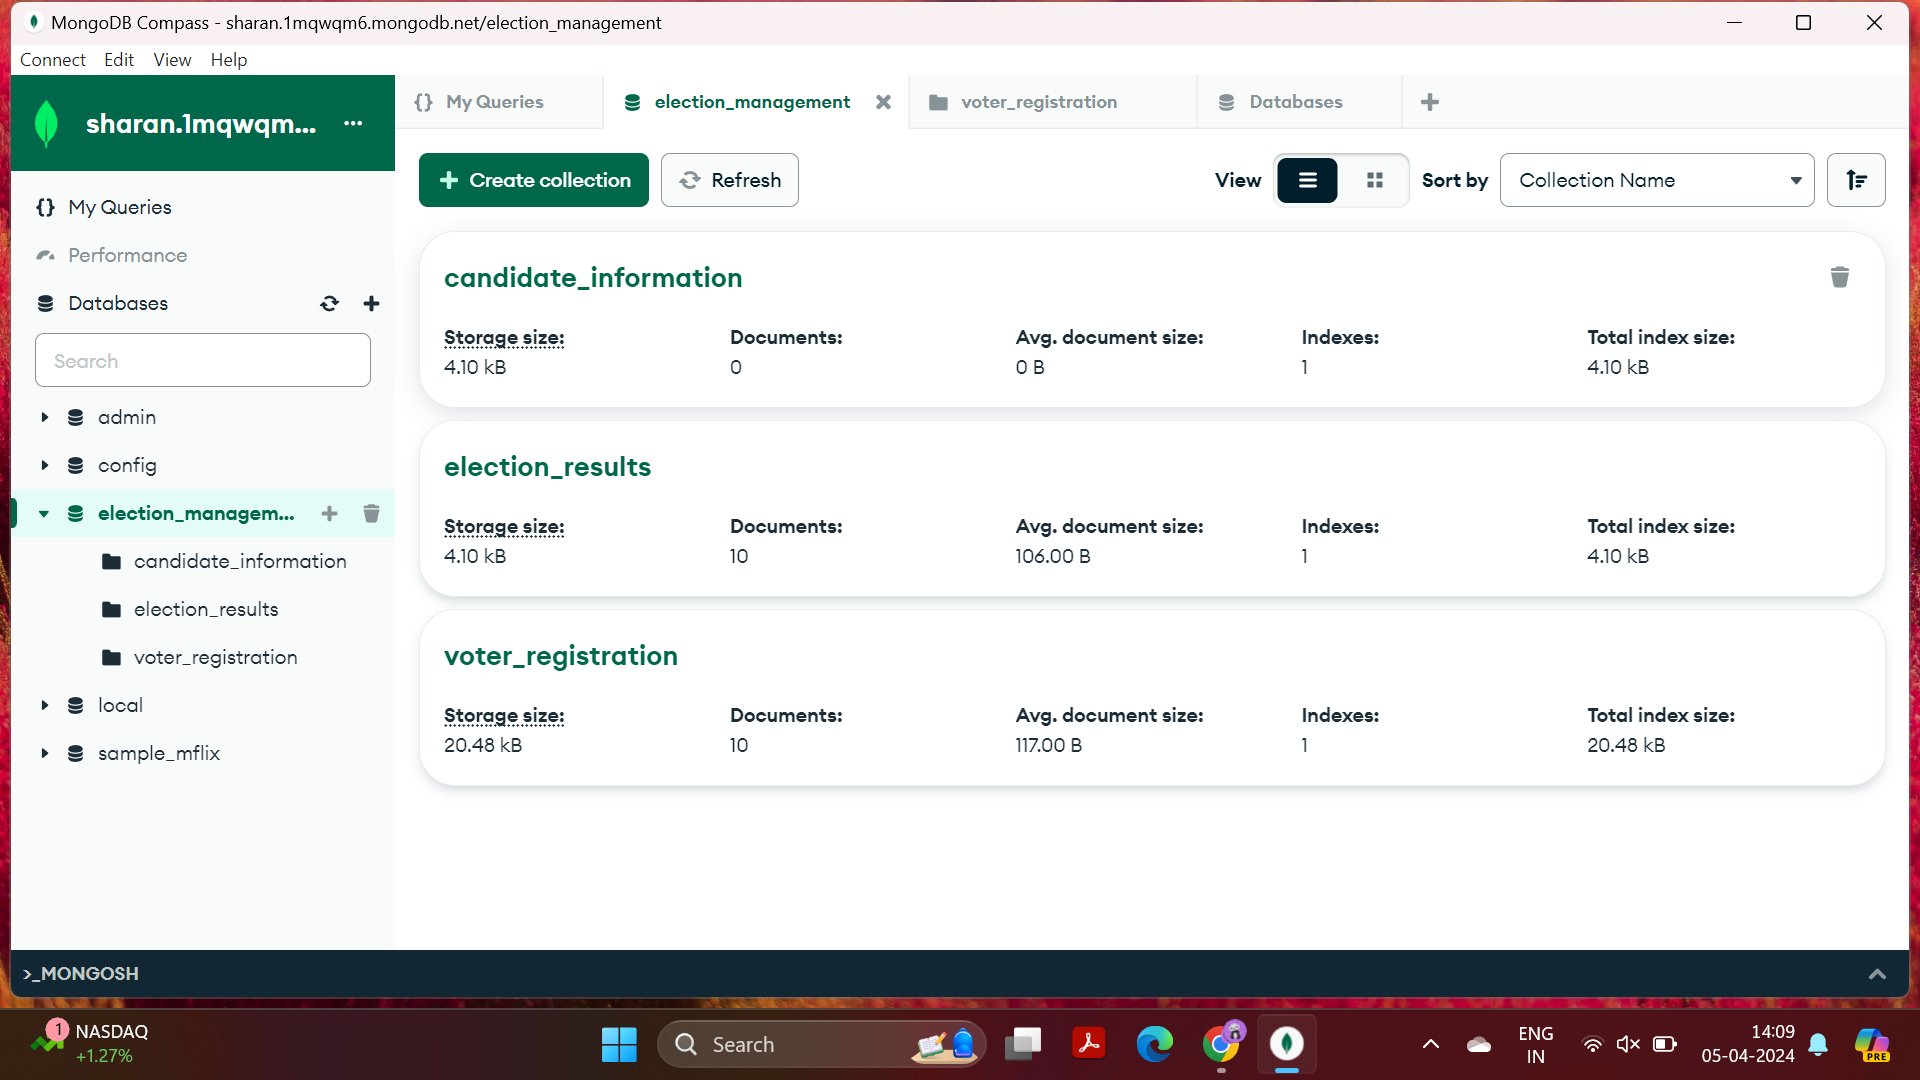 MongoDB Compass - sharan.1mqwqm6.mongodb.net/election_management
Connect Edit View Help
sharan.1mqwqm... ...
My Queries
Performance
Databases
Search
admin
config
election_managem...
candidate_information
election_results
voter_registration
local
sample_mflix
{} My Queries election_management voter_registration Databases
Create collection Refresh View Sort by Collection Name
candidate_information
Storage size: Documents: Avg. document size: Indexes: Total index size:
4.10 kB 0 0 B 1 4.10 kB
election_results
Storage size: Documents: Avg. document size: Indexes: Total index size:
4.10 kB 10 106.00 B 1 4.10 kB
voter_registration
Storage size: Documents: Avg. document size: Indexes: Total index size:
20.48 kB 10 117.00 B 1 20.48 kB
>_MONGOSH
1 NASDAQ
+1.27%
Search
ENG
IN
14:09
05-04-2024
PRE